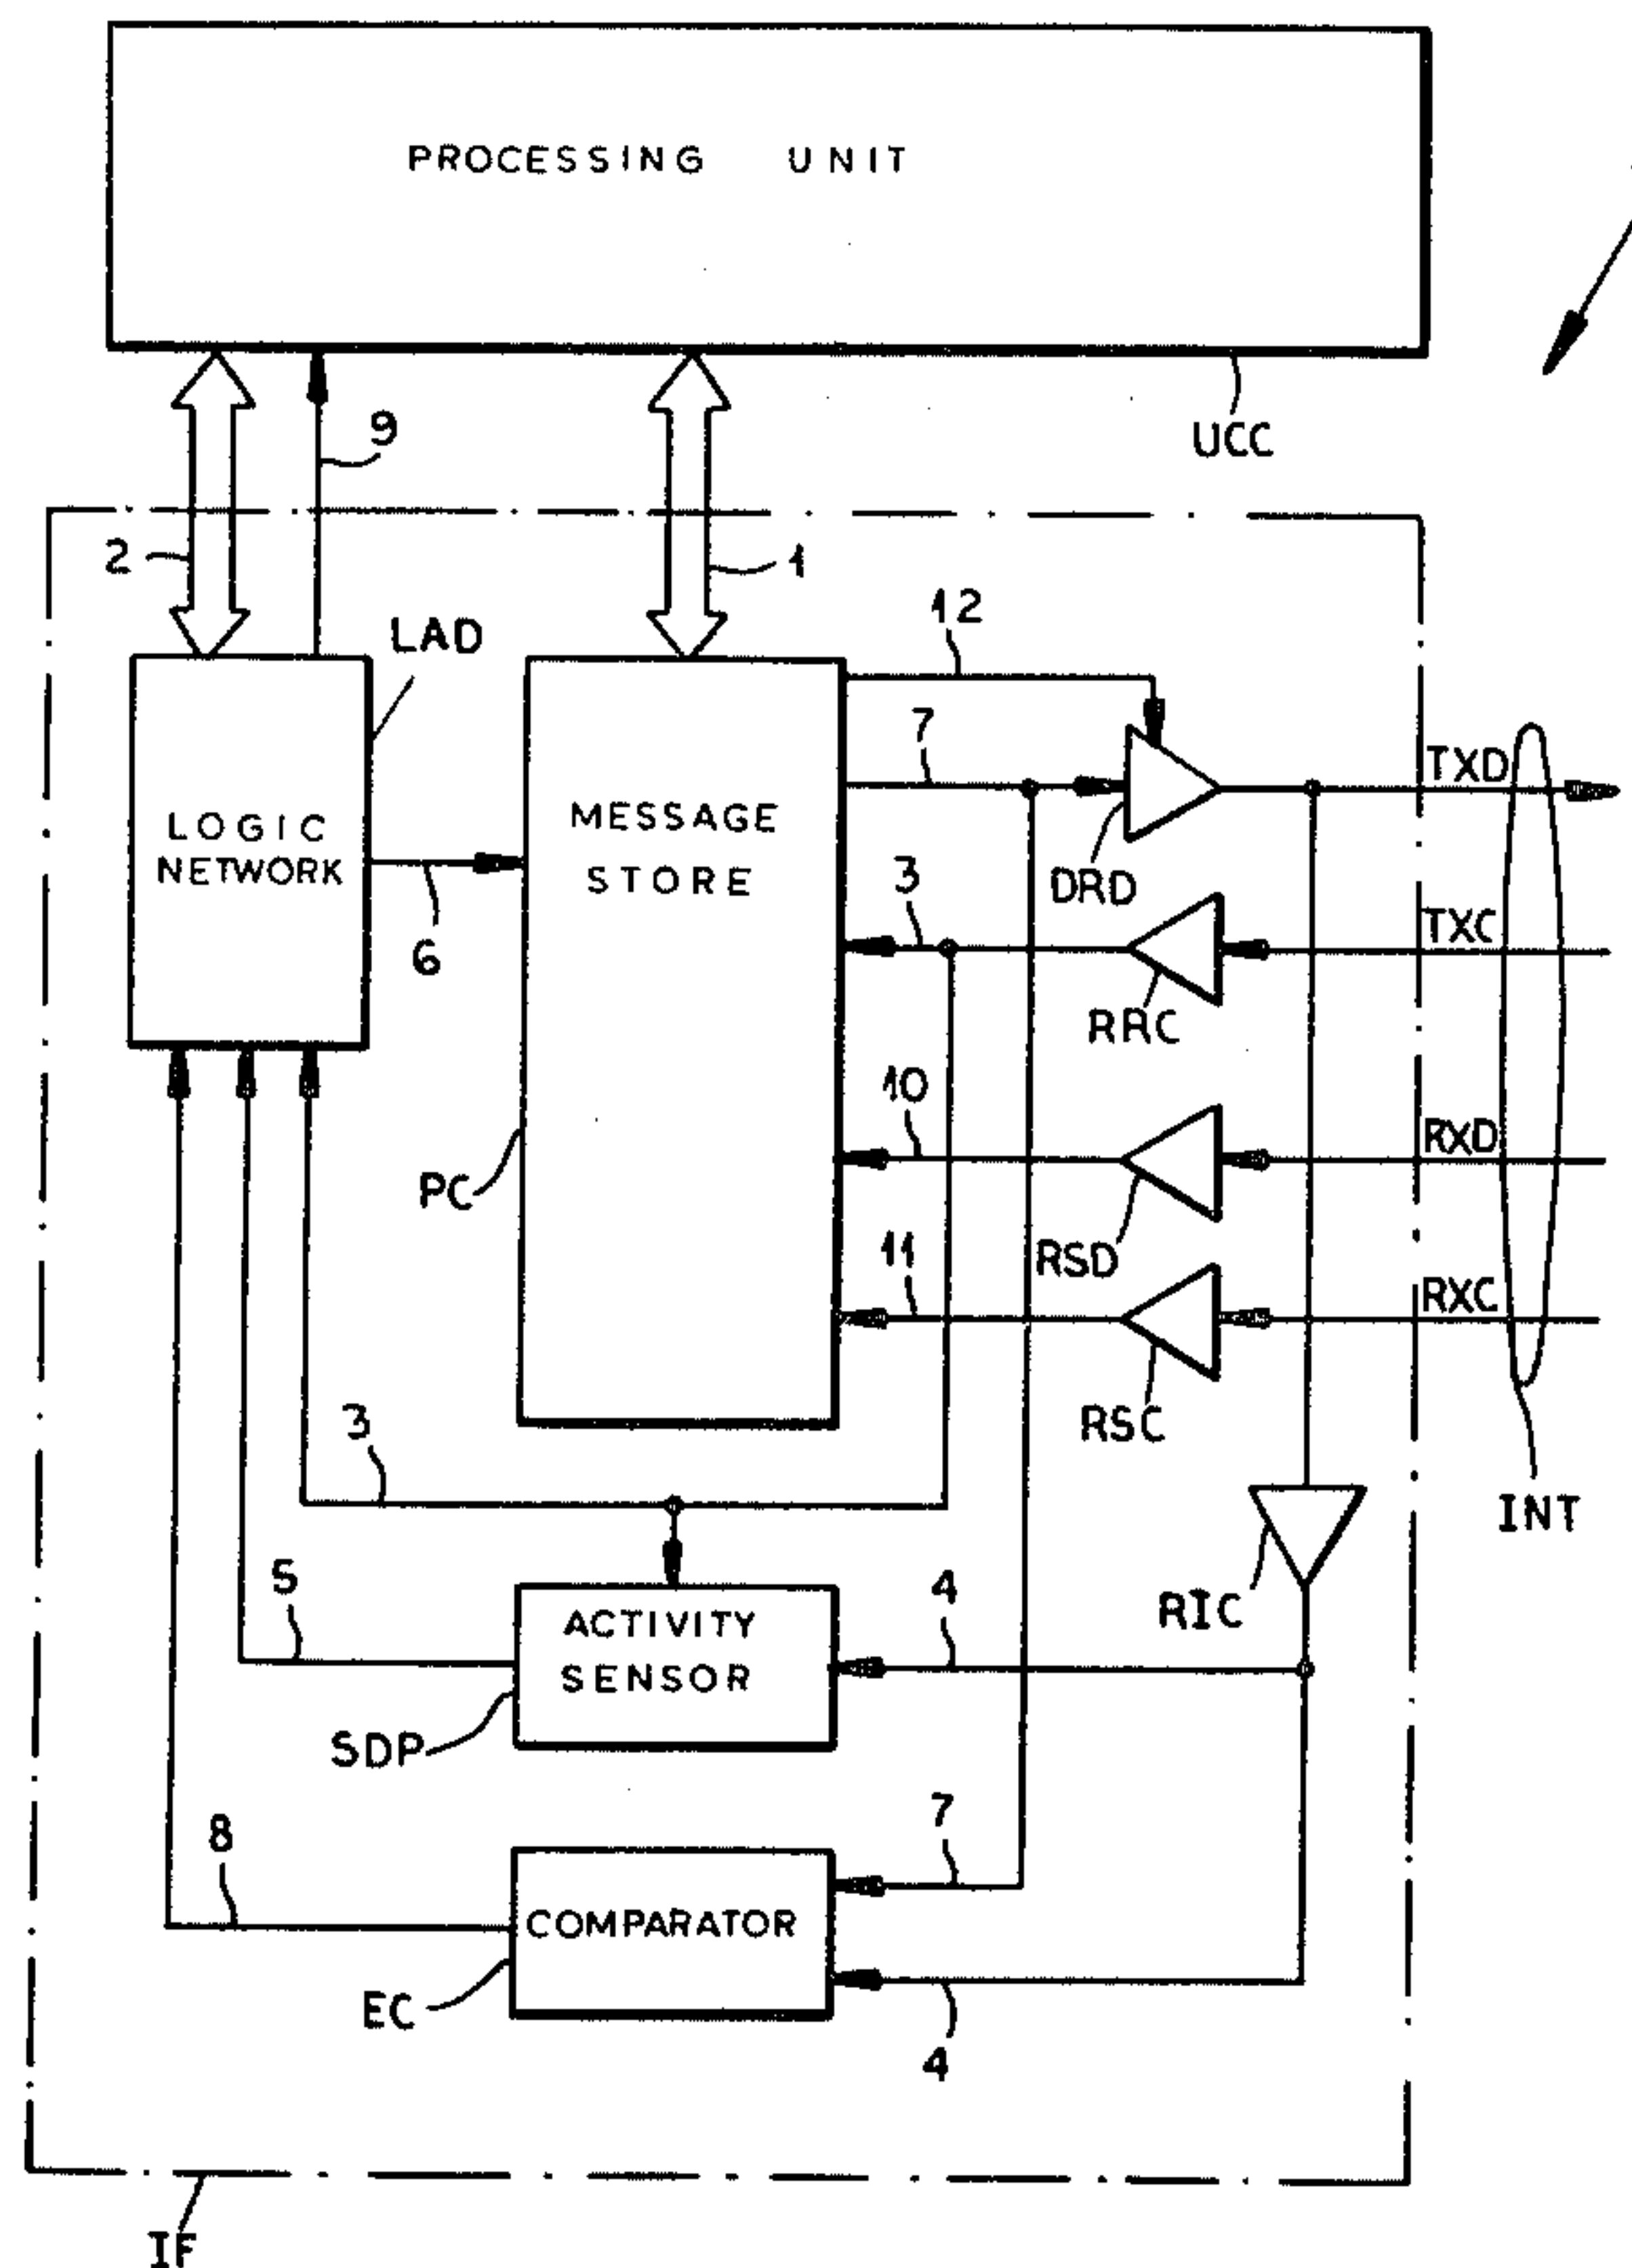 PROCESSING UNIT
UCC
9
2
1
LAD
12
7
TXD
LOGIC
NETWORK
MESSAGE
STORE
DRD
3
TXC
6
RRC
10
RXD
PC
RSD
11
RXC
RSC
3
INT
5
ACTIVITY
SENSOR
4
RIC
SDP
7
8
COMPARATOR
EC
4
IF